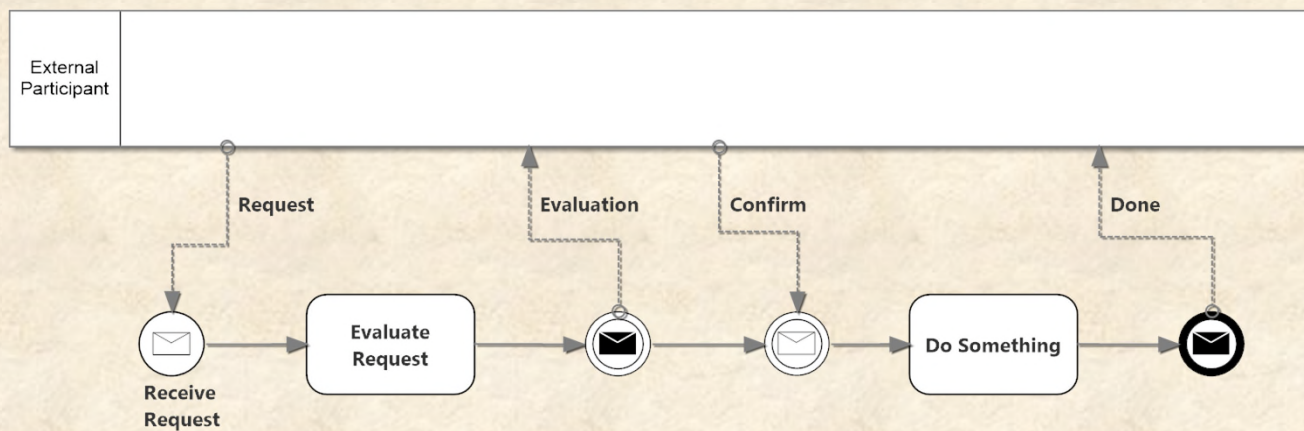 External
Participant
Request
Evaluation
Confirm
Done
Evaluate
Request
Do Something
Receive
Request